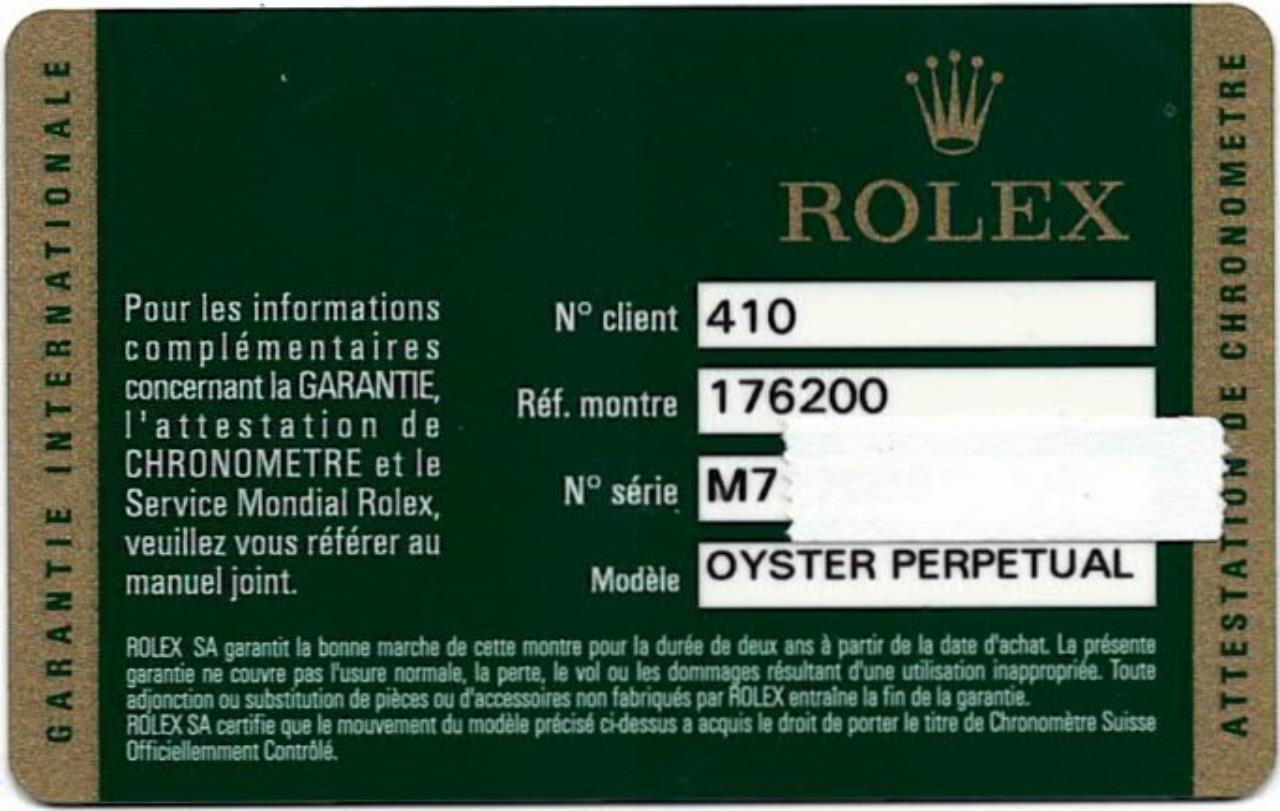 GARANTIE INTERNATIONALE
ROLEX
Pour les informations
complémentaires
concernant la GARANTIE,
l'attestation de
CHRONOMETRE et le
Service Mondial Rolex,
veuillez vous référer au
manuel joint.
N° client 410
Réf. montre 176200
N° série M7
Modèle OYSTER PERPETUAL
ROLEX SA garantit la bonne marche de cette montre pour la durée de deux ans à partir de la date d'achat. La présente
garantie ne couvre pas l'usure normale, la perte, le vol ou les dommages résultant d'une utilisation inappropriée. Toute
adjonction ou substitution de pièces ou d'accessoires non fabriqués par ROLEX entraîne la fin de la garantie.
ROLEX SA certifie que le mouvement du modèle précisé ci-dessus a acquis le droit de porter le titre de Chronomètre Suisse
Officiellemment Contrôlé.
ATTESTATION DE CHRONOMETRE